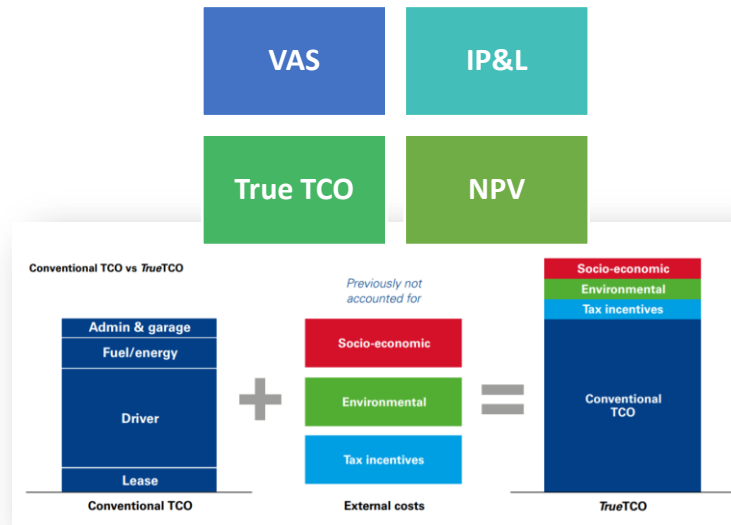 VAS
IP&L
True TCO
NPV
Conventional TCO vs TrueTCO
Admin & garage
Fuel/energy
Driver
Lease
Conventional TCO
Previously not
accounted for
Socio-economic
Environmental
Tax incentives
External costs
Socio-economic
Environmental
Tax incentives
Conventional
TCO
TrueTCO